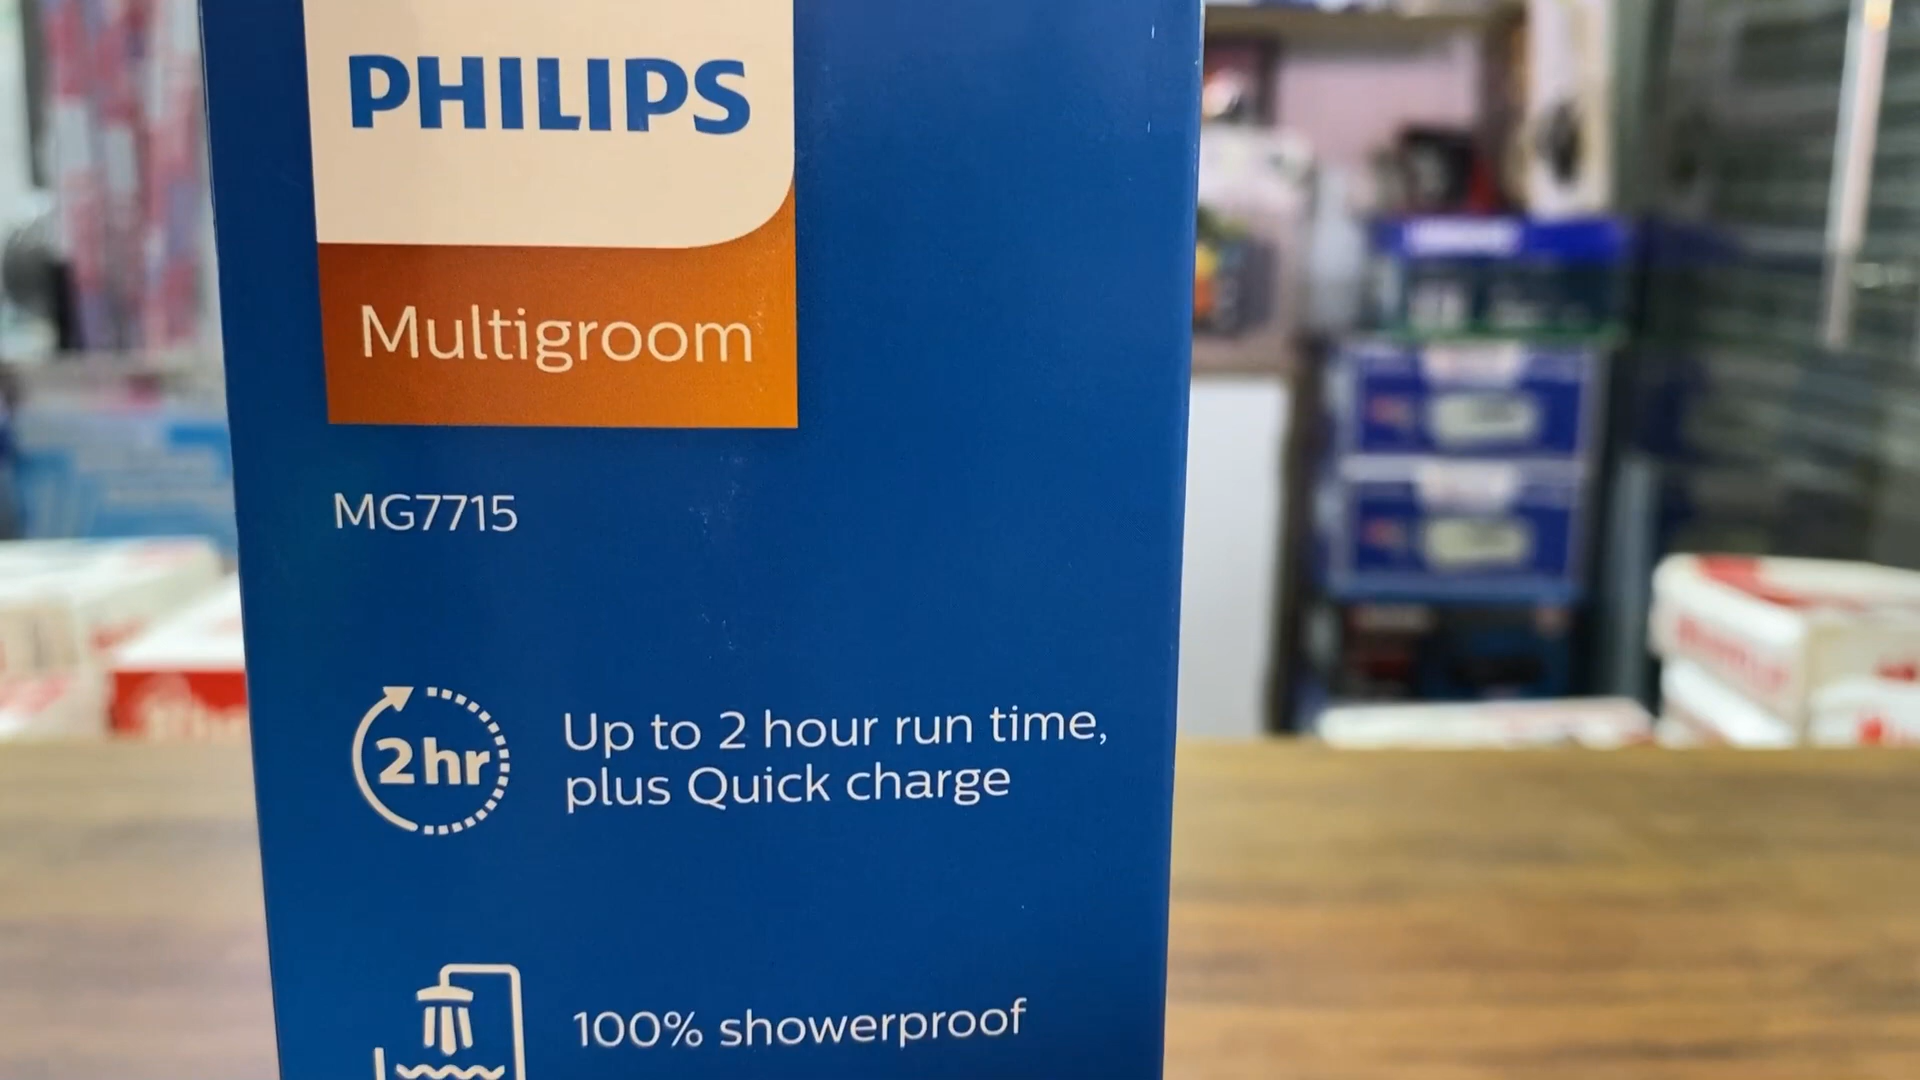 PHILIPS
Multigroom
MG7715
2hr
Up to 2 hour run time,
plus Quick charge
100% showerproof